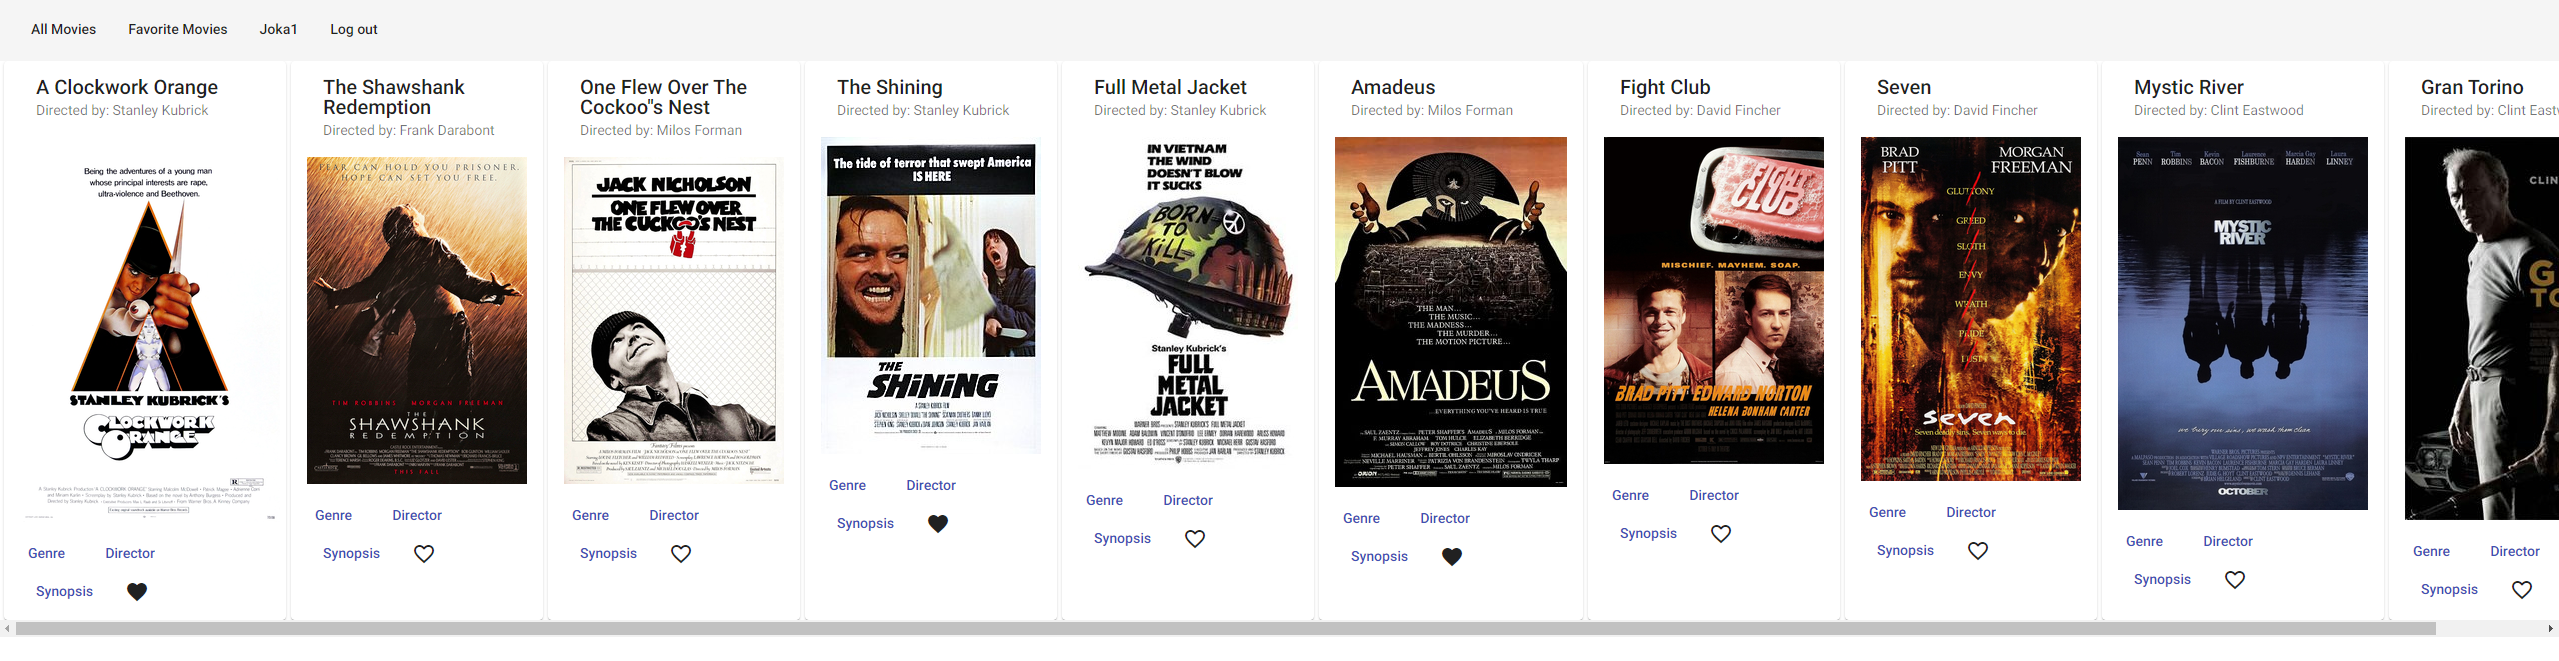 All Movies
Favorite Movies
Joka1
Log out
A Clockwork Orange
Directed by: Stanley Kubrick
Being the adventures of a young man
whose principal interests are rape,
ultra-violence and Beethoven.
STANLEY KUBRICK'S
CLOCKWORK
ORANGE
R
Genre
Director
Synopsis
The Shawshank
Redemption
Directed by: Frank Darabont
FEAR CAN HOLD YOU PRISONER.
HOPE CAN SET YOU FREE.
TIM ROBBINS MORGAN FREEMAN
THE
SHAWSHANK
REDEMPTION
THIS FALL
Genre
Director
Synopsis
One Flew Over The
Cockoo"s Nest
Directed by: Milos Forman
JACK NICHOLSON
ONE FLEW OVER
THE CUCKOO'S NEST
Genre
Director
Synopsis
The Shining
Directed by: Stanley Kubrick
The tide of terror that swept America
IS HERE
THE
SHiNiNG
Genre
Director
Synopsis
Full Metal Jacket
Directed by: Stanley Kubrick
IN VIETNAM
THE WIND
DOESN'T BLOW
IT SUCKS
BORN
TO
KILL
Stanley Kubrick's
FULL
METAL
JACKET
Genre
Director
Synopsis
Amadeus
Directed by: Milos Forman
THE MAN...
THE MUSIC...
THE MADNESS...
THE MURDER...
THE MOTION PICTURE...
AMADEUS
...EVERYTHING YOU'VE HEARD IS TRUE
Genre
Director
Synopsis
Fight Club
Directed by: David Fincher
FIGHT
CLUB
MISCHIEF. MAYHEM. SOAP.
BRAD PITT EDWARD NORTON
HELENA BONHAM CARTER
Genre
Director
Synopsis
Seven
Directed by: David Fincher
BRAD
PITT
MORGAN
FREEMAN
GLUTTONY
GREED
SLOTH
ENVY
WRATH
PRIDE
LUST
Seven
Seven deadly sins. Seven ways to die.
Genre
Director
Synopsis
Mystic River
Directed by: Clint Eastwood
Sean PENN
Tim ROBBINS
Kevin BACON
Laurence FISHBURNE
Marcia Gay HARDEN
Laura LINNEY
A FILM BY CLINT EASTWOOD
MYSTIC
RIVER
we bury our sins, we wash them clean
OCTOBER
Genre
Director
Synopsis
Gran Torino
Directed by: Clint East
CLIN
G
TO
Genre
Director
Synopsis